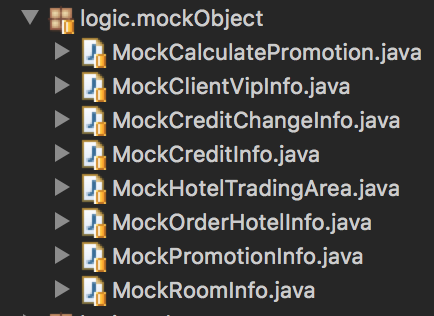 logic.mockObject
MockCalculatePromotion.java
MockClientVipInfo.java
MockCreditChangeInfo.java
MockCreditInfo.java
MockHotelTradingArea.java
MockOrderHotelInfo.java
MockPromotionInfo.java
MockRoomInfo.java